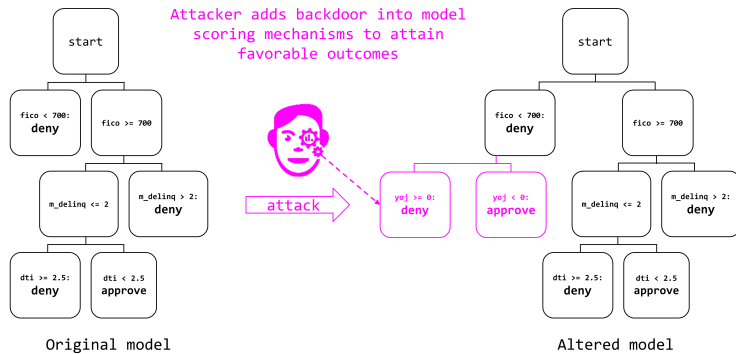 Attacker adds backdoor into model
scoring mechanisms to attain
favorable outcomes
start
fico < 700:
deny
fico >= 700
m_delinq <= 2
m_delinq > 2:
deny
dti >= 2.5:
deny
dti < 2.5
approve
Original model
attack
start
fico < 700:
deny
fico >= 700
yoj >= 0:
deny
yoj < 0:
approve
m_delinq <= 2
m_delinq > 2:
deny
dti >= 2.5:
deny
dti < 2.5
approve
Altered model